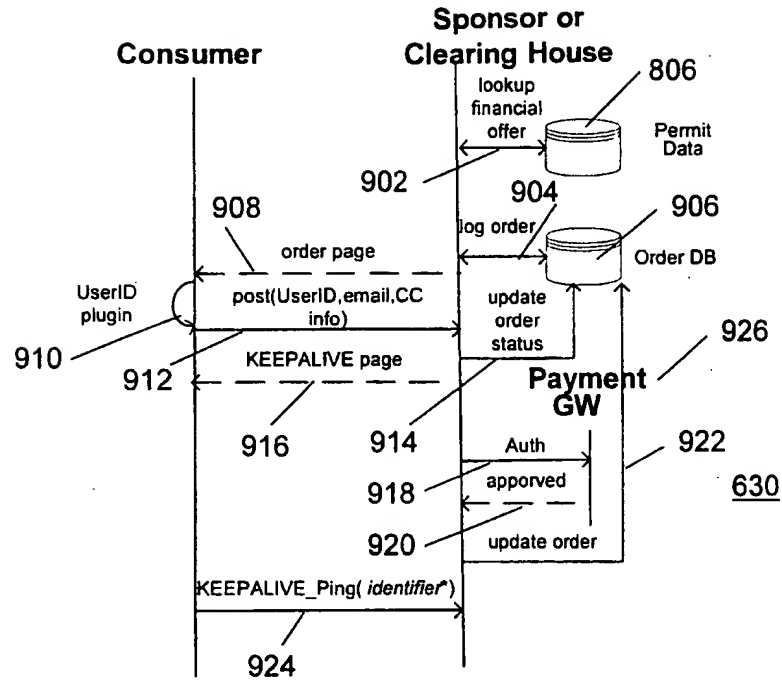 Sponsor or
Consumer
Clearing House
806
lookup
financial
offer
Permit
Data
902
904
908
906
log order
order page
Order DB
UserID
plugin
post(UserID,email,CC
info)
update
order
status
910
912
KEEPALIVE page
926
Payment
GW
916
914
Auth
922
918
apporved
630
920
update order
KEEPALIVE_Ping( identifier*)
924